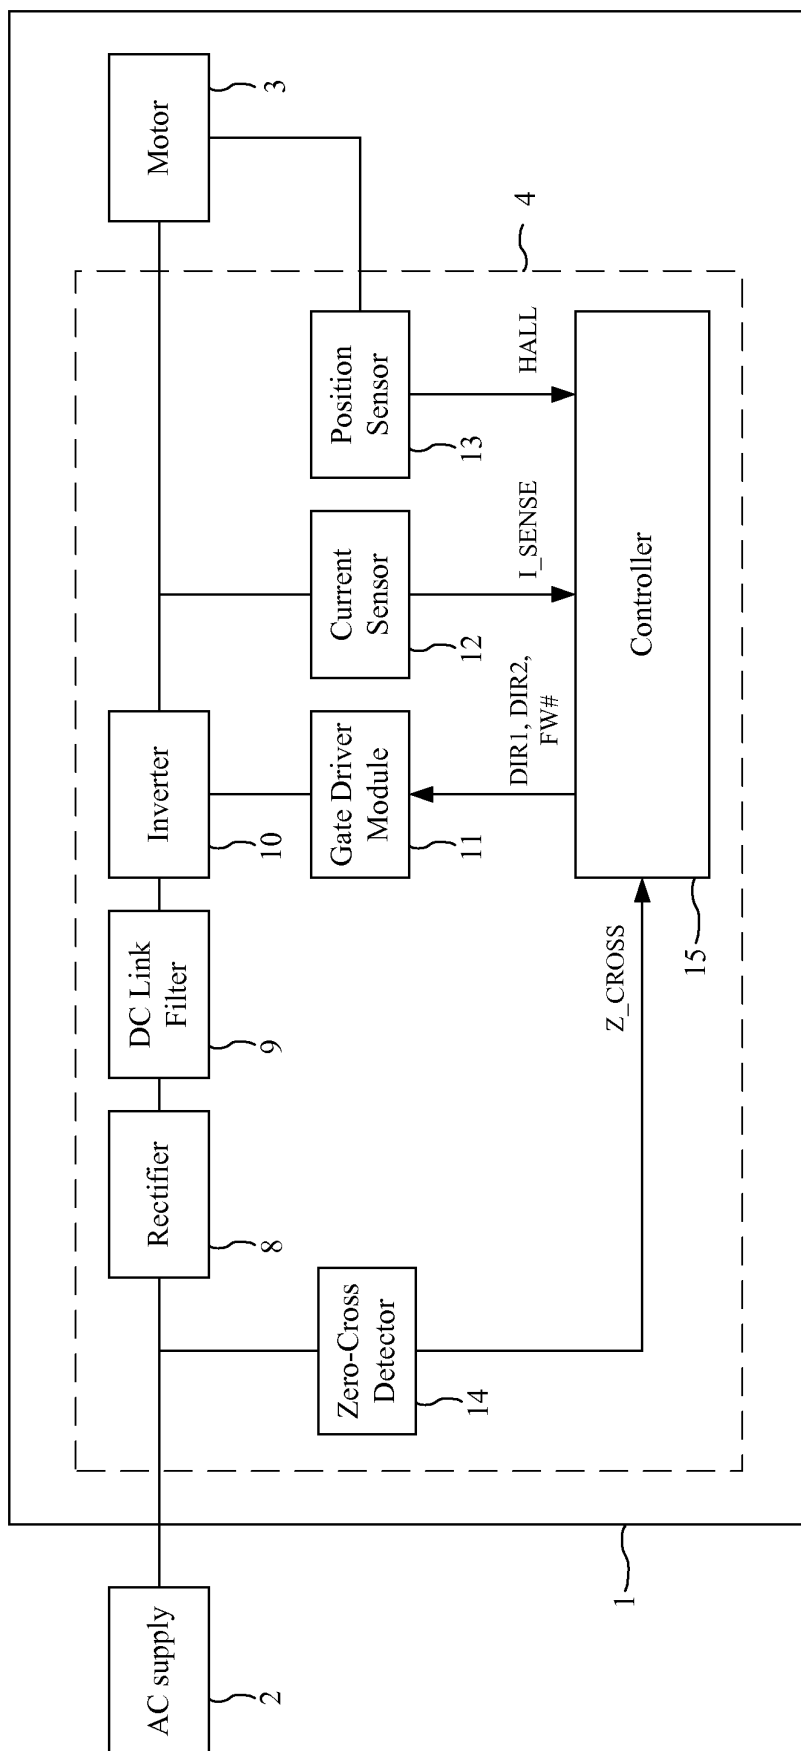 AC supply
2
1
Rectifier
8
DC Link
Filter
9
Inverter
10
Motor
3
4
Zero-Cross
Detector
14
Gate Driver
Module
11
Current
Sensor
12
Position
Sensor
13
Z_CROSS
DIR1, DIR2,
FW#
I_SENSE
HALL
Controller
15